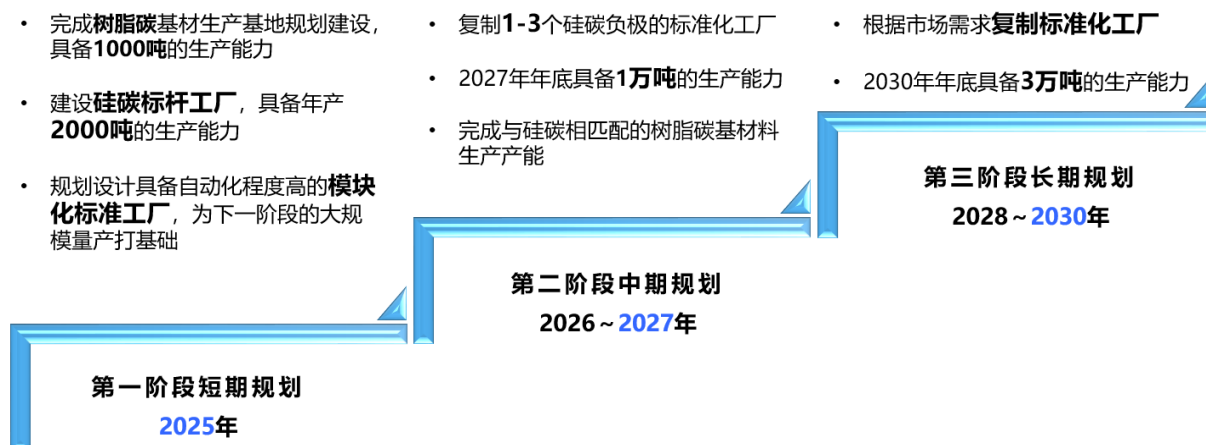 • 完成树脂碳基材生产基地规划建设，
具备1000吨的生产能力
• 建设硅碳标杆工厂，具备年产
2000吨的生产能力
• 规划设计具备自动化程度高的模块
化标准工厂，为下一阶段的大规
模量产打基础
第一阶段短期规划
2025年
• 复制1-3个硅碳负极的标准化工厂
• 2027年年底具备1万吨的生产能力
• 完成与硅碳相匹配的树脂碳基材料
生产产能
第二阶段中期规划
2026～2027年
• 根据市场需求复制标准化工厂
• 2030年年底具备3万吨的生产能力
第三阶段长期规划
2028～2030年